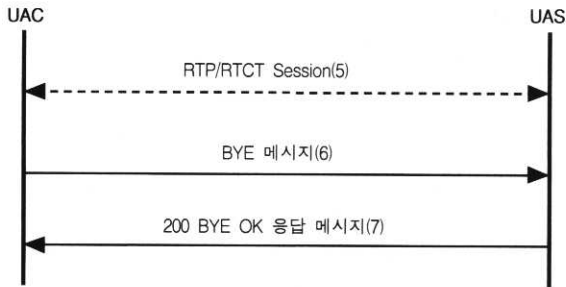 UAC
UAS
RTP/RTCT Session(5)
BYE 메시지(6)
200 BYE OK 응답 메시지(7)